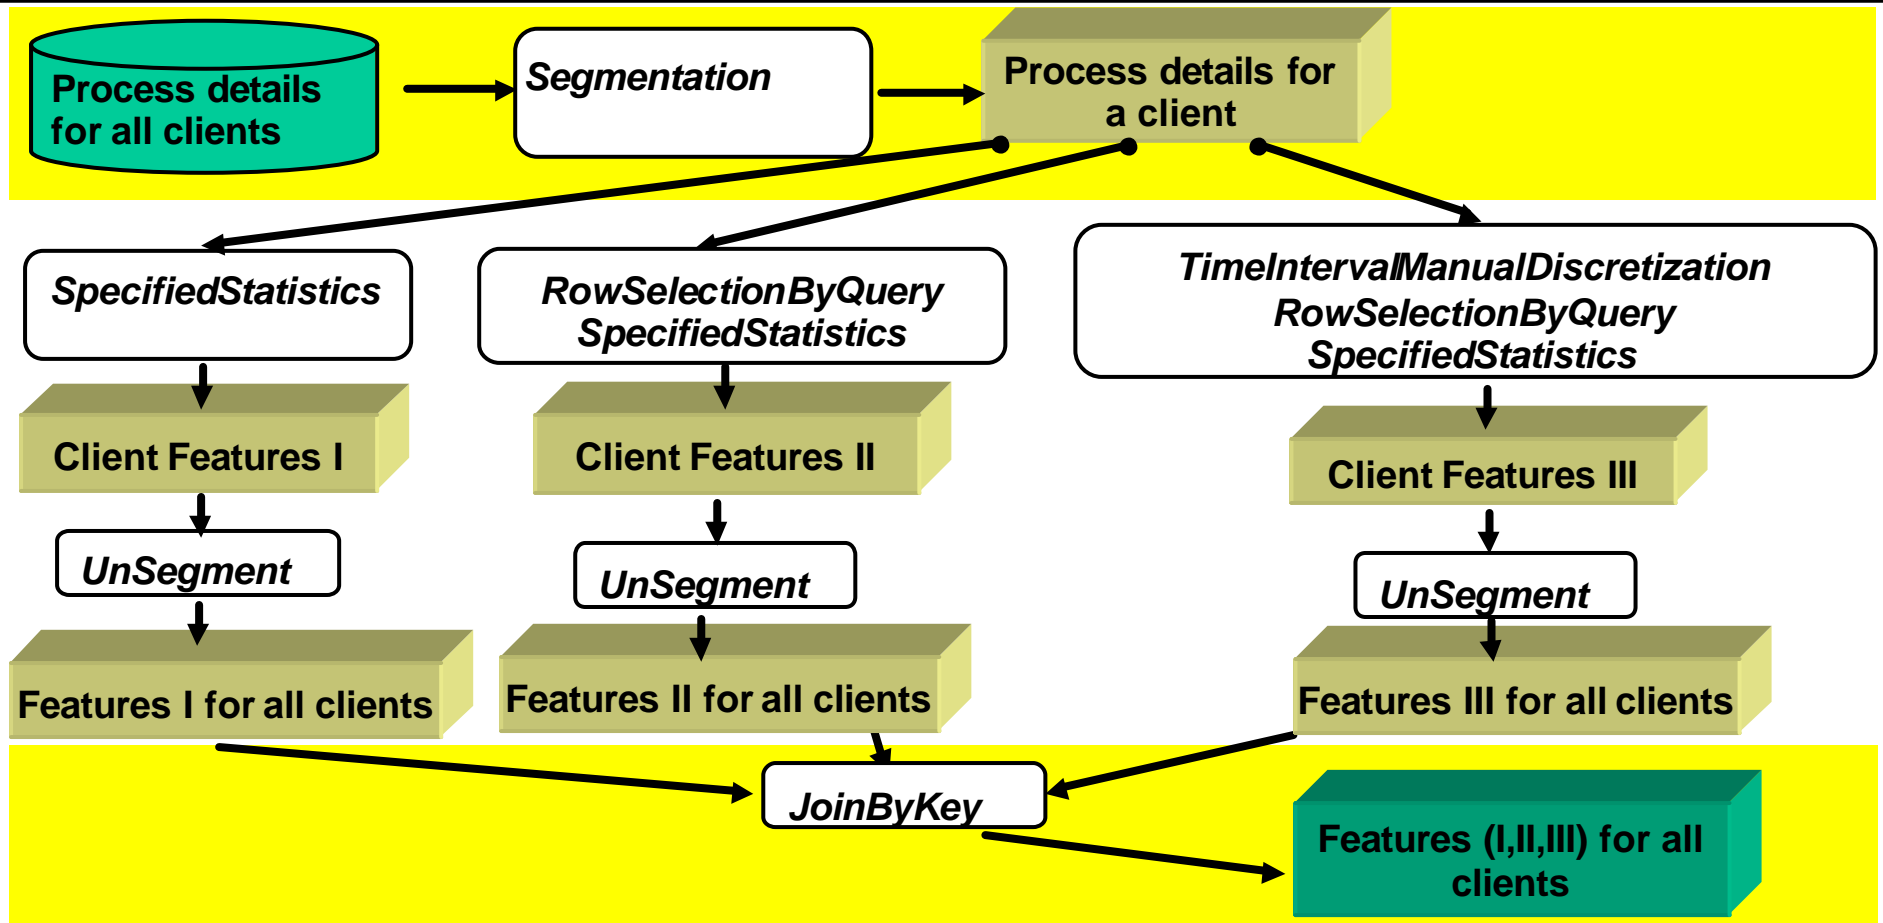 Process details
for all clients
Segmentation
Process details for
a client
SpecifiedStatistics
RowSelectionByQuery
SpecifiedStatistics
TimeIntervalManualDiscretization
RowSelectionByQuery
SpecifiedStatistics
Client Features I
Client Features II
Client Features III
UnSegment
UnSegment
UnSegment
Features I for all clients
Features II for all clients
Features III for all clients
JoinByKey
Features (I,II,III) for all
clients